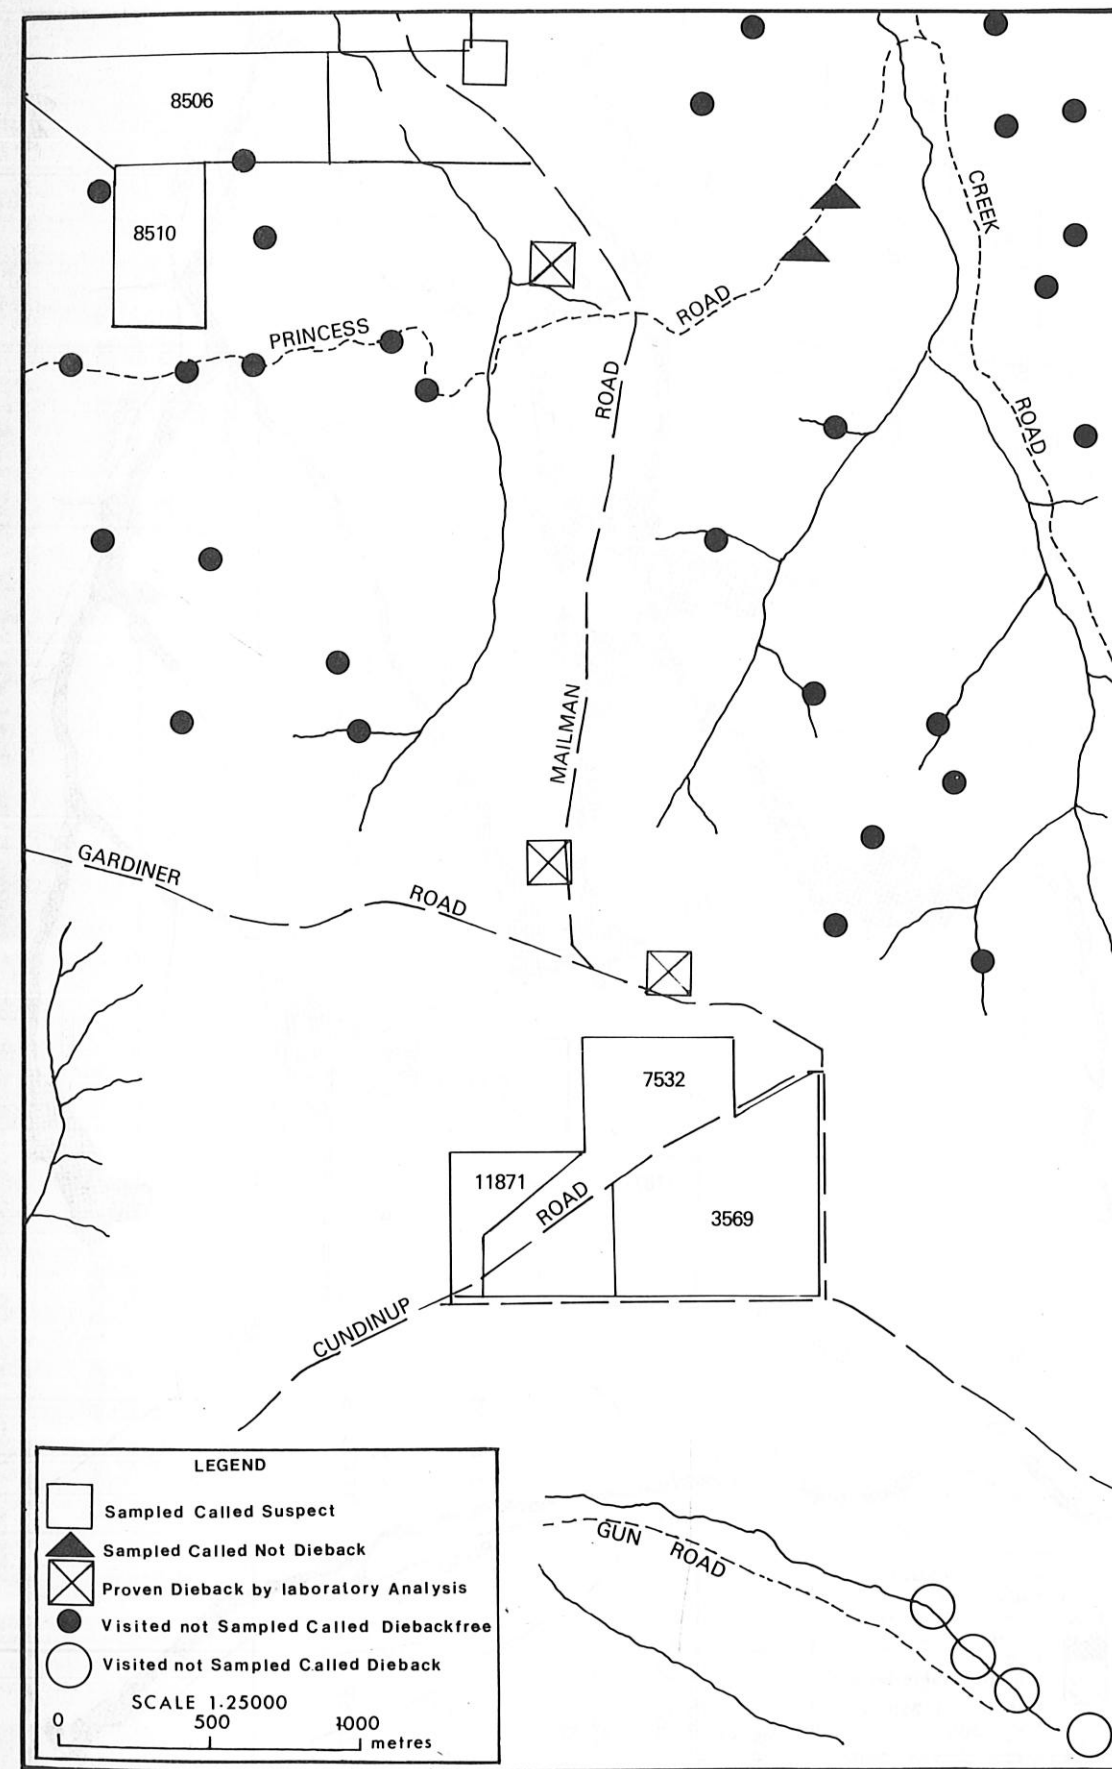 8506
CREEK
8510
ROAD
PRINCESS
ROAD
ROAD
MAILMAN
GARDINER
ROAD
7532
11871
ROAD
3569
CUNDINUP
LEGEND
Sampled Called Suspect
Sampled Called Not Dieback
Proven Dieback by laboratory Analysis
Visited not Sampled Called Diebackfree
Visited not Sampled Called Dieback
SCALE 1:25000
0 500 1000
metres
GUN ROAD